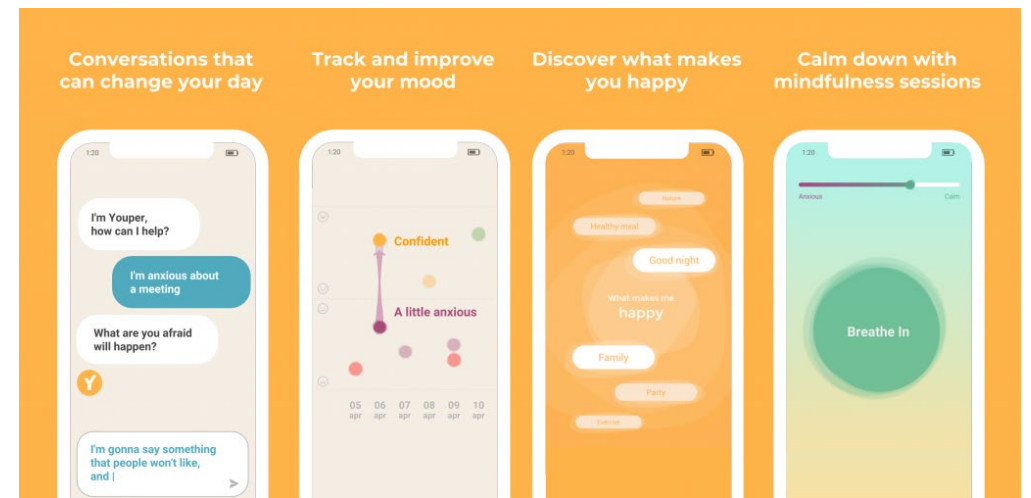 Conversations that
can change your day
Track and improve
your mood
Discover what makes
you happy
Calm down with
mindfulness sessions
1:20
I'm Youper,
how can I help?
I'm anxious about
a meeting
What are you afraid
will happen?
Y
I'm gonna say something
that people won't like,
and |
1:20
Confident
A little anxious
05 06 07 08 09 10
apr apr apr apr apr apr
1:20
Nature
Healthy meal
Good night
What makes me
happy
Family
Party
Exercise
1:20
Anxious Calm
Breathe In